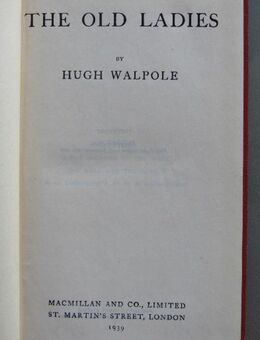 THE OLD LADIES
BY
HUGH WALPOLE
MACMILLAN AND CO., LIMITED
ST. MARTIN'S STREET, LONDON
1939